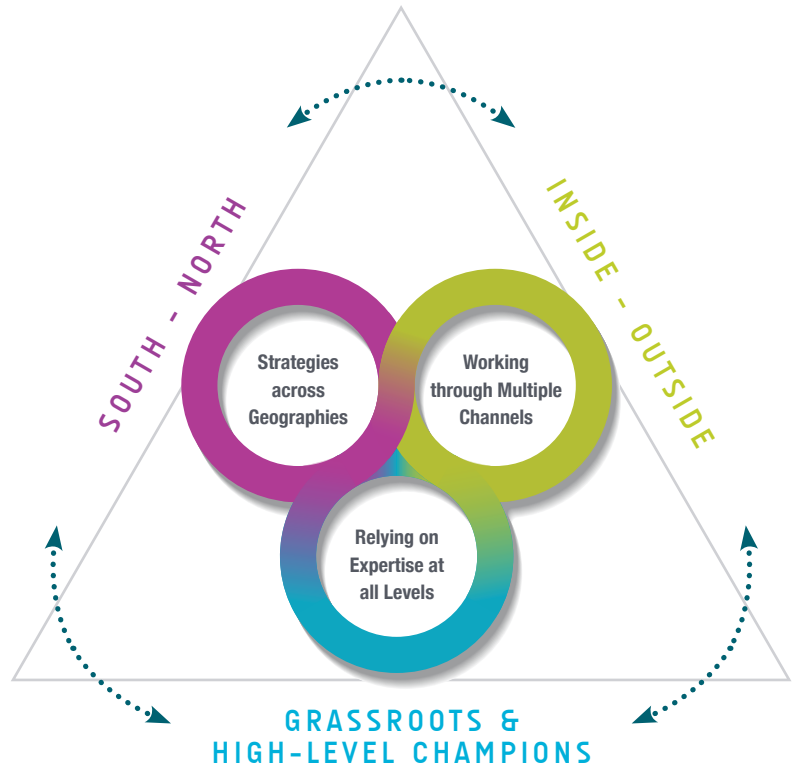 SOUTH - NORTH
INSIDE - OUTSIDE
Strategies
across
Geographies
Working
through Multiple
Channels
Relying on
Expertise at
all Levels
GRASSROOTS &
HIGH-LEVEL CHAMPIONS